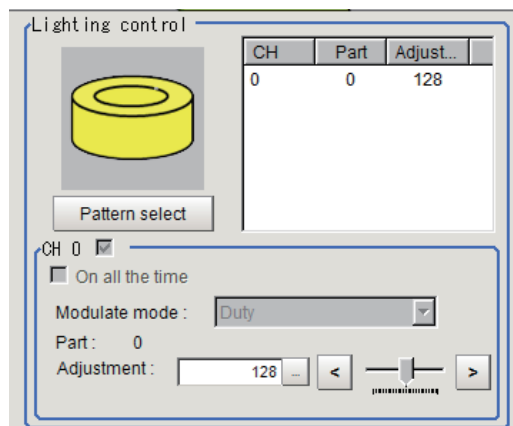 Lighting control
CH Part Adjust...
0 0 128
Pattern select
CH 0
On all the time
Modulate mode : Duty
Part : 0
Adjustment : 128 ... < >